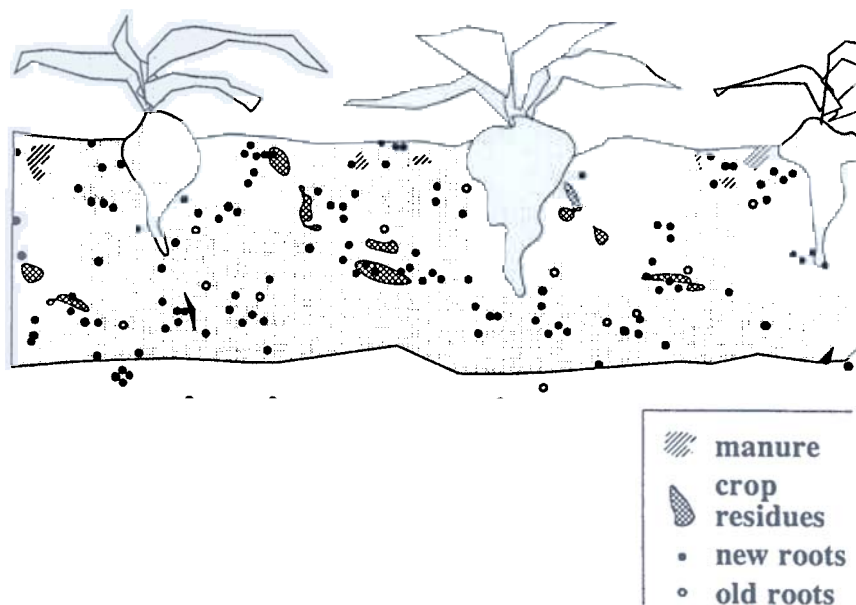 manure
crop
residues
new roots
old roots